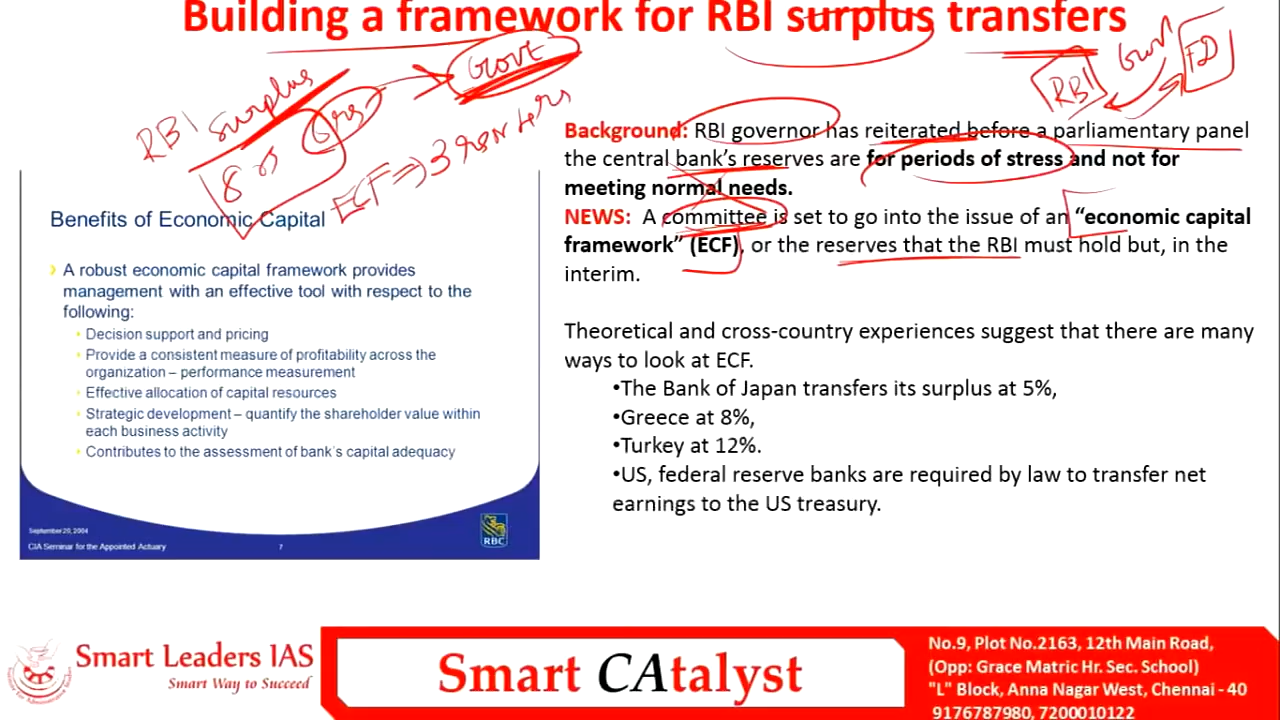 Building a framework for RBI surplus transfers
RBI surplus
Govt
RBI
Govt
FD
ECF => 3
Background: RBI governor has reiterated before a parliamentary panel
the central bank's reserves are for periods of stress and not for
meeting normal needs.
NEWS: A committee is set to go into the issue of an "economic capital
framework" (ECF), or the reserves that the RBI must hold but, in the
interim.
Theoretical and cross-country experiences suggest that there are many
ways to look at ECF.
•The Bank of Japan transfers its surplus at 5%,
•Greece at 8%,
•Turkey at 12%.
•US, federal reserve banks are required by law to transfer net
earnings to the US treasury.
Benefits of Economic Capital
A robust economic capital framework provides
management with an effective tool with respect to the
following:
• Decision support and pricing
• Provide a consistent measure of profitability across the
organization – performance measurement
• Effective allocation of capital resources
• Strategic development – quantify the shareholder value within
each business activity
• Contributes to the assessment of bank's capital adequacy
September 20, 2004
CIA Seminar for the Appointed Actuary
7
RBC
Smart Leaders IAS
Smart Way to Succeed
Smart CAtalyst
No.9, Plot No.2163, 12th Main Road,
(Opp: Grace Matric Hr. Sec. School)
"L" Block, Anna Nagar West, Chennai - 40
9176787980, 7200010122